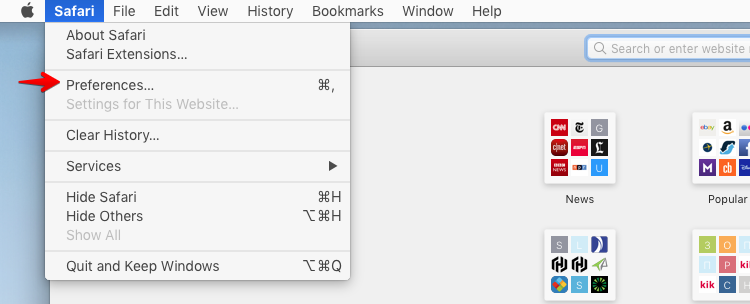 Safari File Edit View History Bookmarks Window Help
About Safari
Safari Extensions...
Preferences... ⌘,
Settings for This Website...
Clear History...
Services
Hide Safari ⌘H
Hide Others ⌥⌘H
Show All
Quit and Keep Windows ⌥⌘Q
Search or enter website
CNN T G
c|net ESPN L
BBC NEWS npr U
News
ebay a
M cb
Popular
S L
S
З О
П Р kik
kik С Н